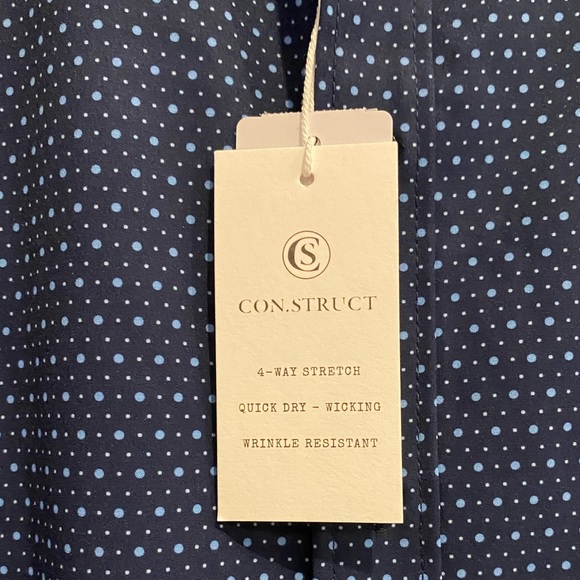 CS
CON.STRUCT
4-WAY STRETCH
QUICK DRY - WICKING
WRINKLE RESISTANT